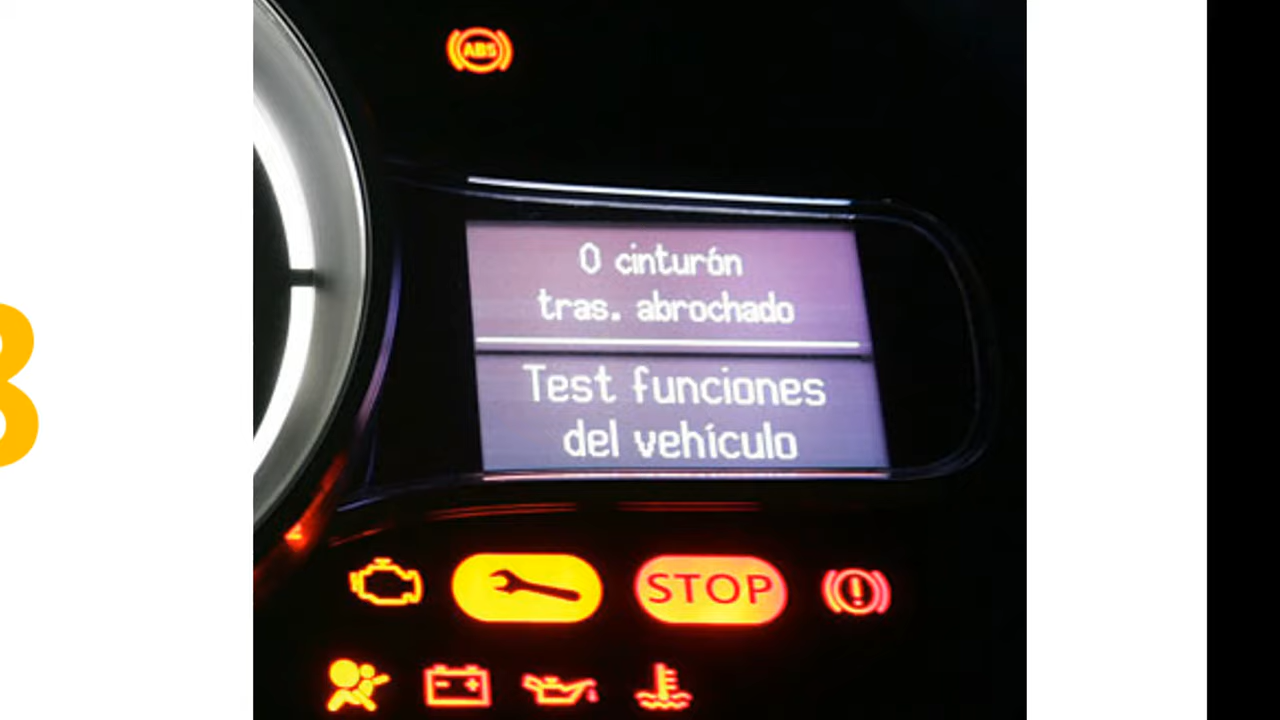 ABS
0 cinturón
tras. abrochado
Test funciones
del vehículo
STOP